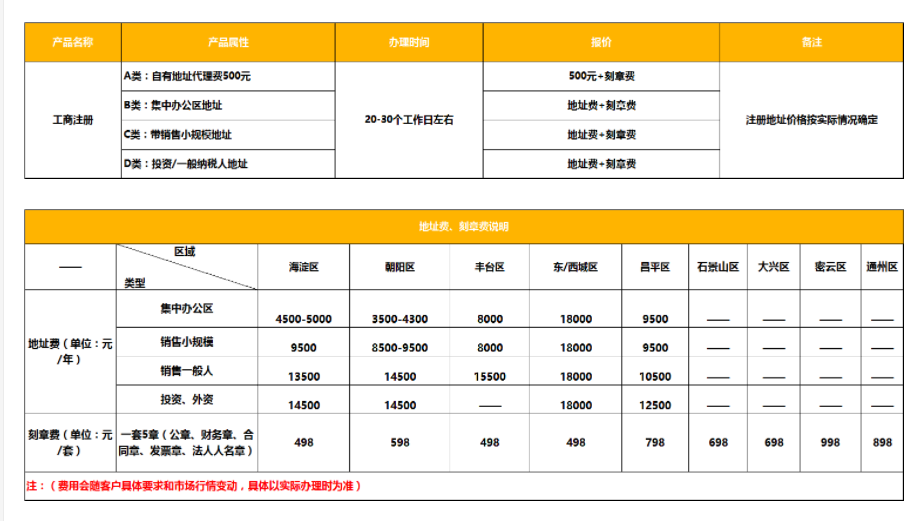 产品名称 产品属性 办理时间 报价 备注
工商注册
A类：自有地址代理费500元
B类：集中办公区地址
C类：带销售小规模地址
D类：投资/一般纳税人地址
20-30个工作日左右
500元+刻章费
地址费+刻章费
地址费+刻章费
地址费+刻章费
注册地址价格按实际情况确定
地址费、刻章费说明
—— 区域 类型 海淀区 朝阳区 丰台区 东/西城区 昌平区 石景山区 大兴区 密云区 通州区
地址费（单位：元
/年）
集中办公区 4500-5000 3500-4300 8000 18000 9500 —— —— —— ——
销售小规模 9500 8500-9500 8000 18000 9500 —— —— —— ——
销售一般人 13500 14500 15500 18000 10500 —— —— —— ——
投资、外资 14500 14500 —— 18000 12500 —— —— —— ——
刻章费（单位：元
/套）
一套5章（公章、财务章、合
同章、发票章、法人人名章）
498 598 498 498 798 698 698 998 898
注：（费用会随客户具体要求和市场行情变动，具体以实际办理时为准）